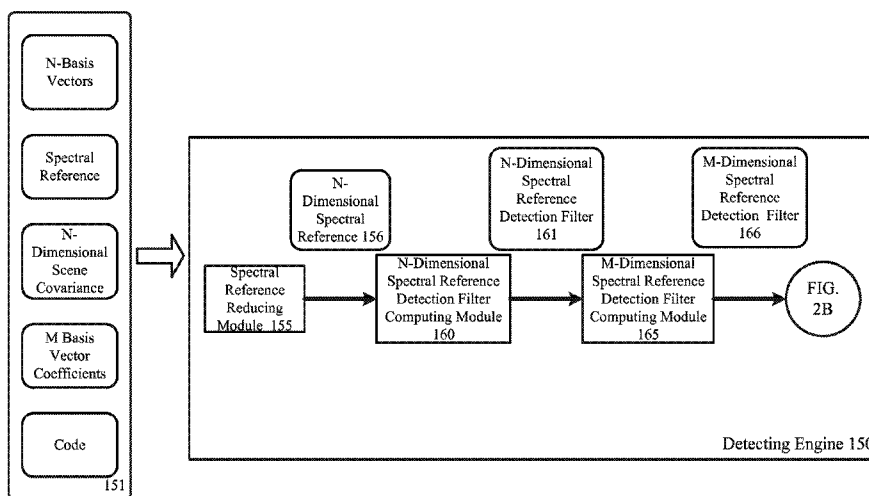 N-Basis
Vectors
Spectral
Reference
N-
Dimensional
Scene
Covariance
M Basis
Vector
Coefficients
Code
151
N-
Dimensional
Spectral
Reference 156
N-Dimensional
Spectral
Reference
Detection Filter
161
M-Dimensional
Spectral
Reference
Detection Filter
166
Spectral
Reference
Reducing
Module 155
N-Dimensional
Spectral Reference
Detection Filter
Computing Module
160
M-Dimensional
Spectral Reference
Detection Filter
Computing Module
165
FIG.
2B
Detecting Engine 150